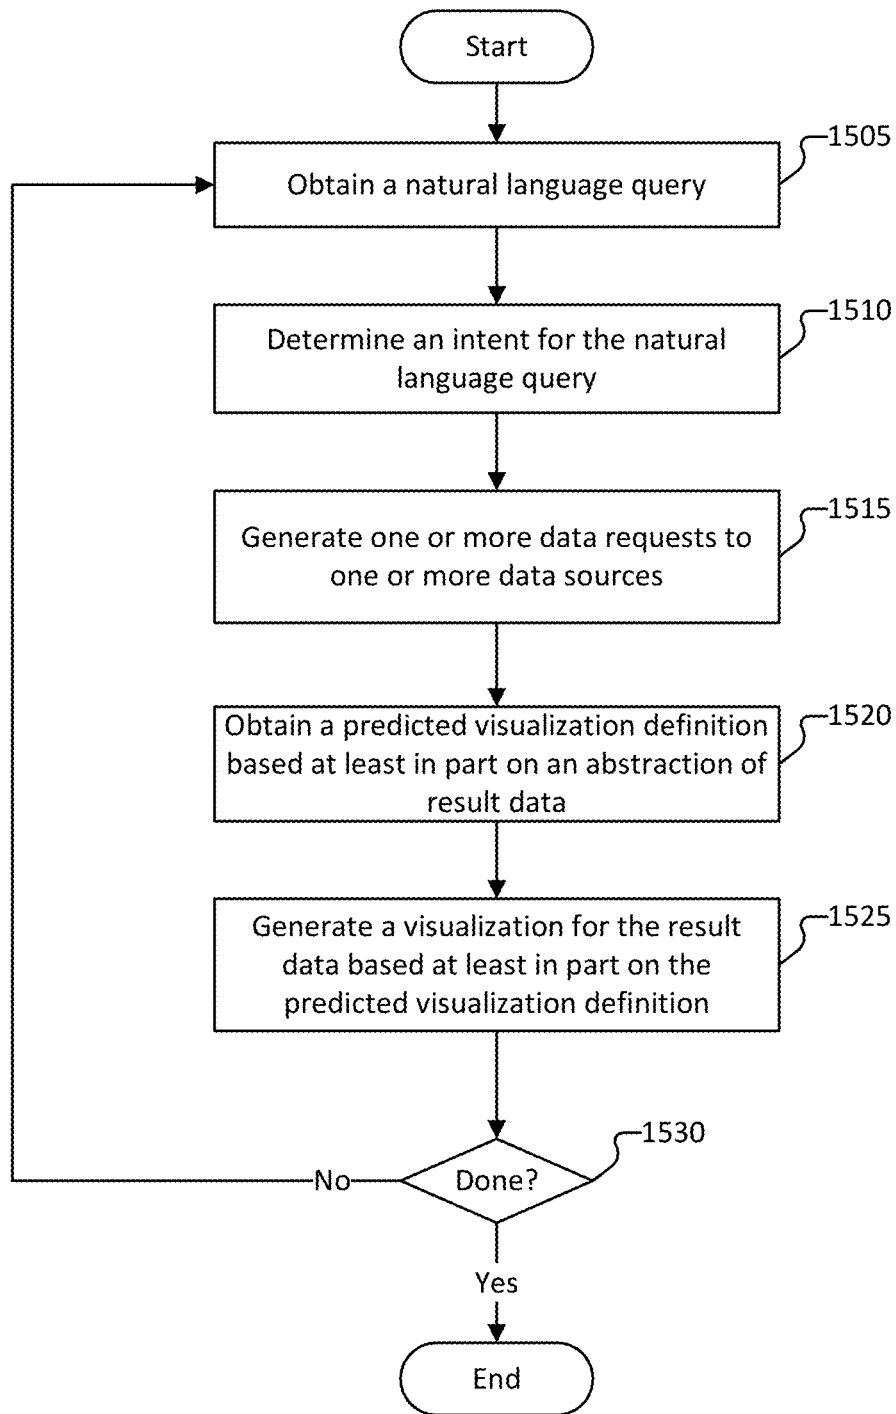 Start
1505
Obtain a natural language query
1510
Determine an intent for the natural
language query
1515
Generate one or more data requests to
one or more data sources
1520
Obtain a predicted visualization definition
based at least in part on an abstraction of
result data
1525
Generate a visualization for the result
data based at least in part on the
predicted visualization definition
1530
No
Done?
Yes
End